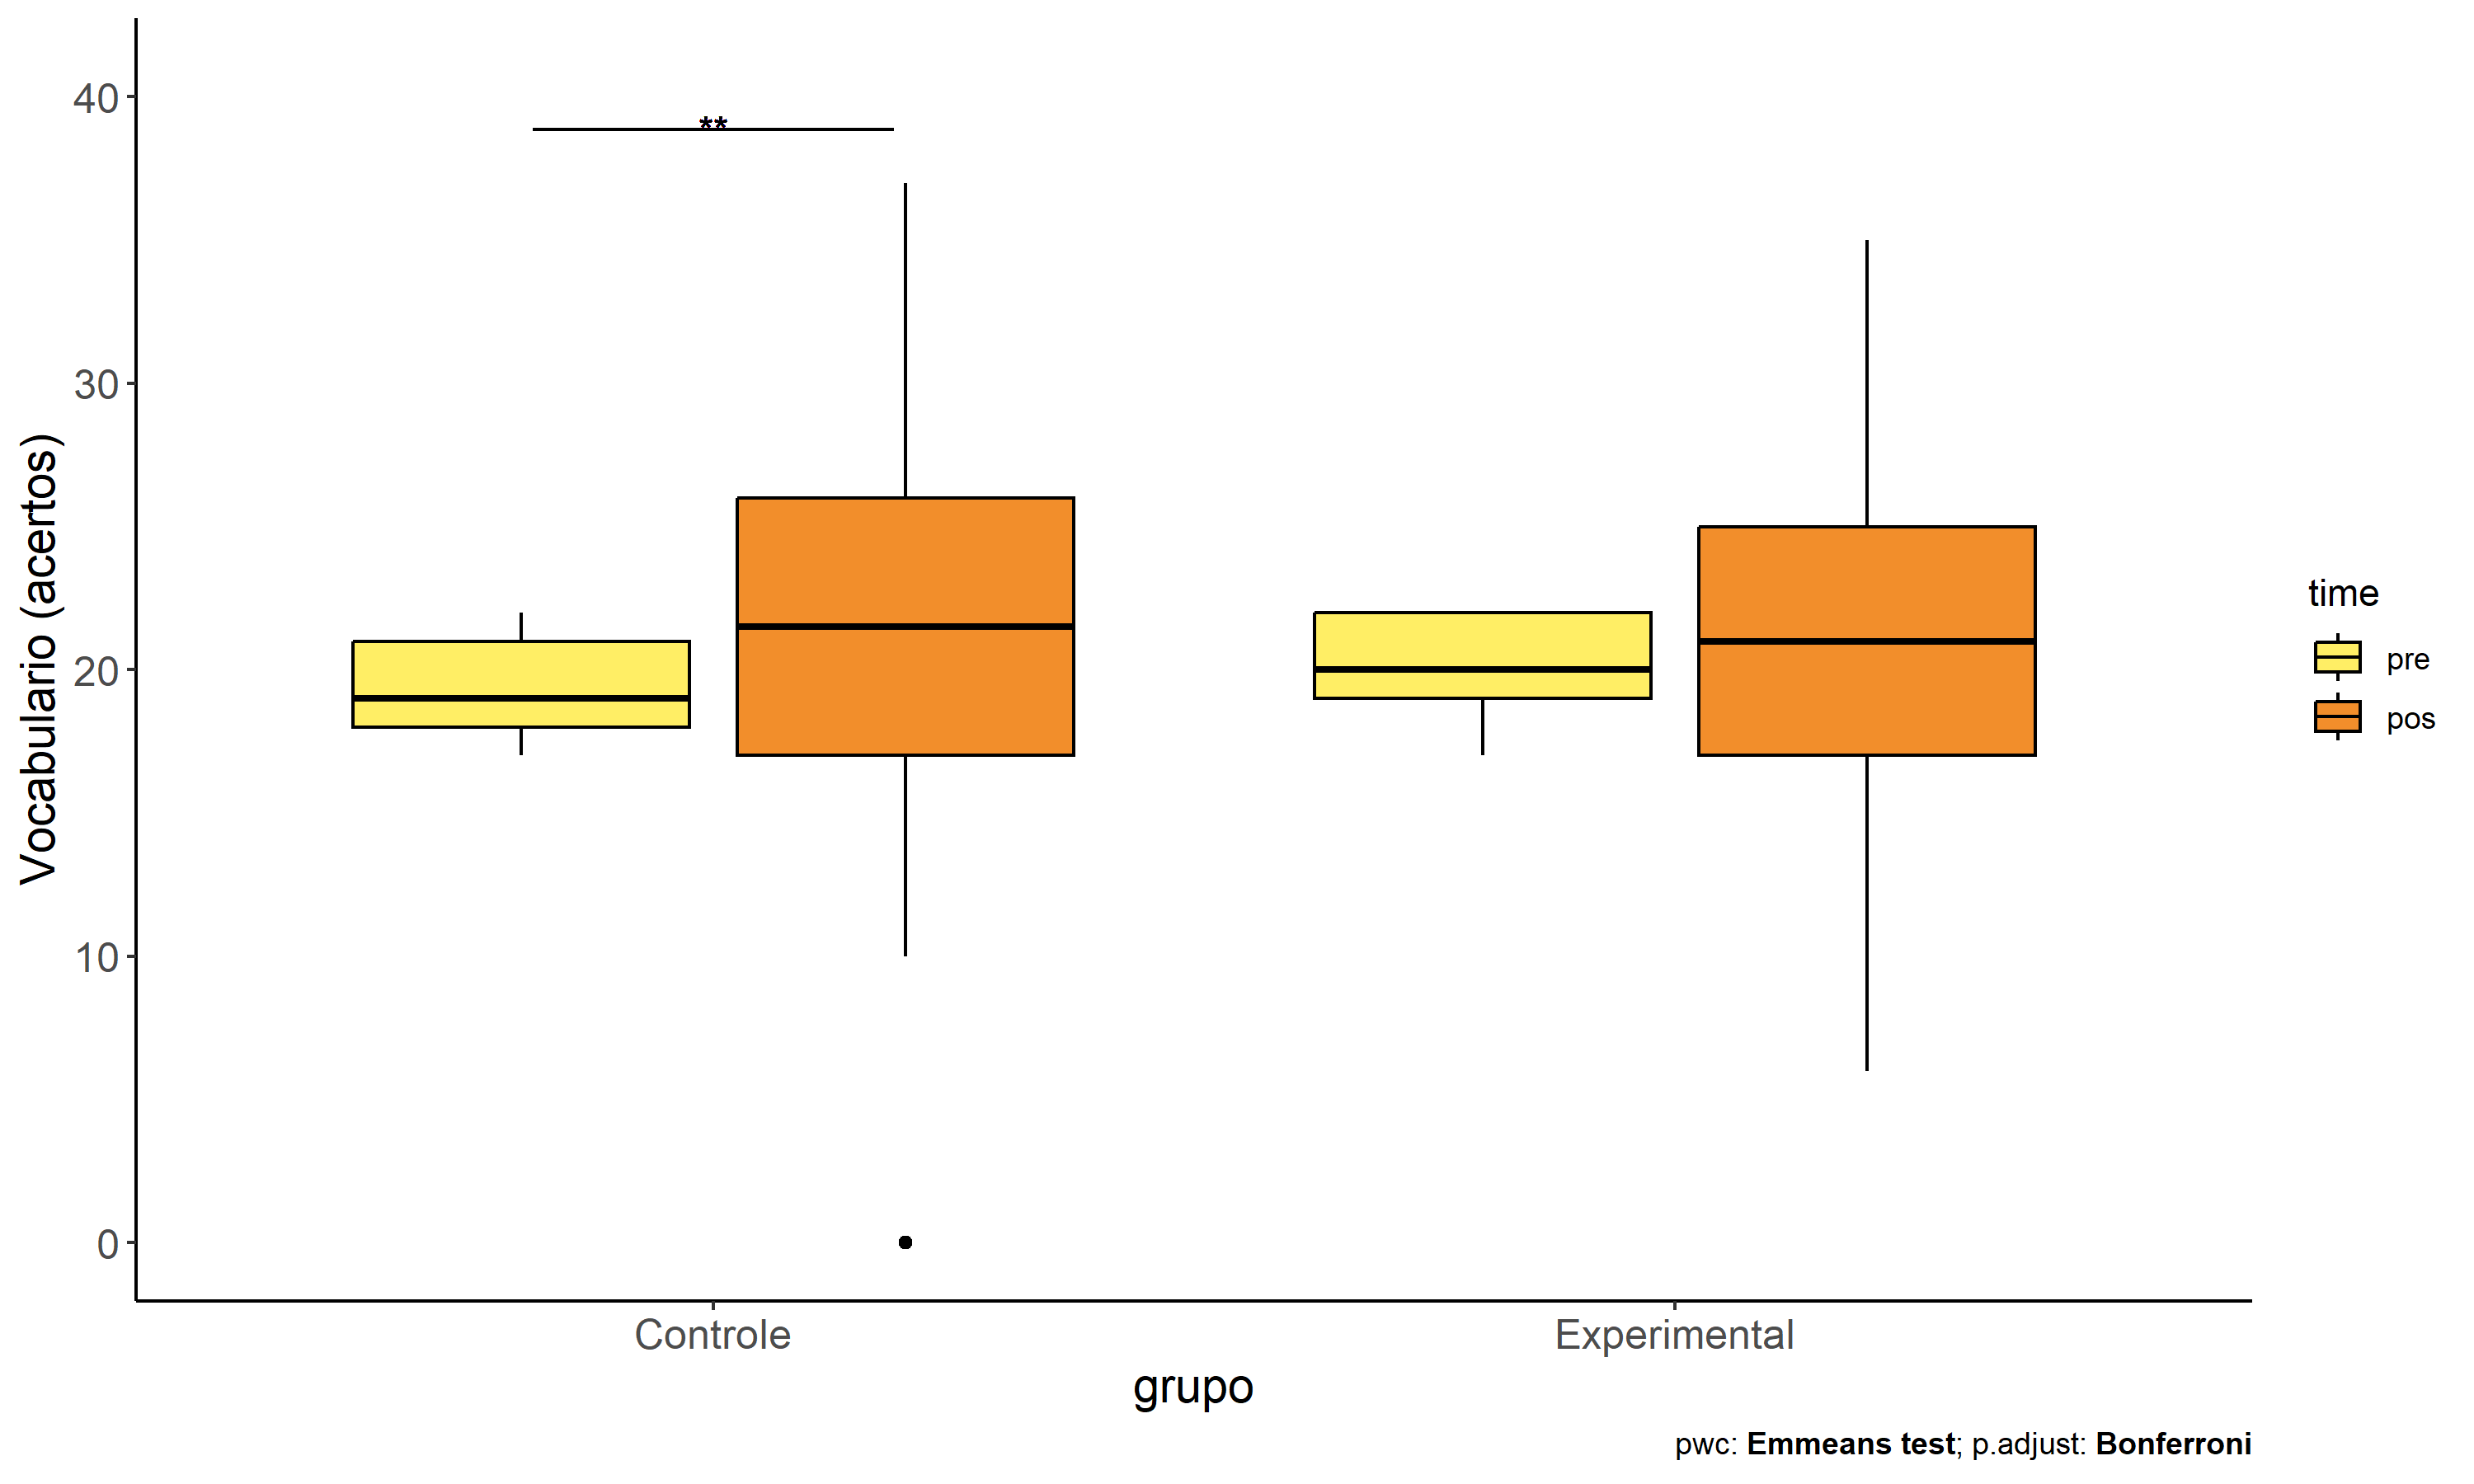 Vocabulario (acertos)
40
30
20
10
0
**
Controle
Experimental
grupo
time
pre
pos
pwc: Emmeans test; p.adjust: Bonferroni